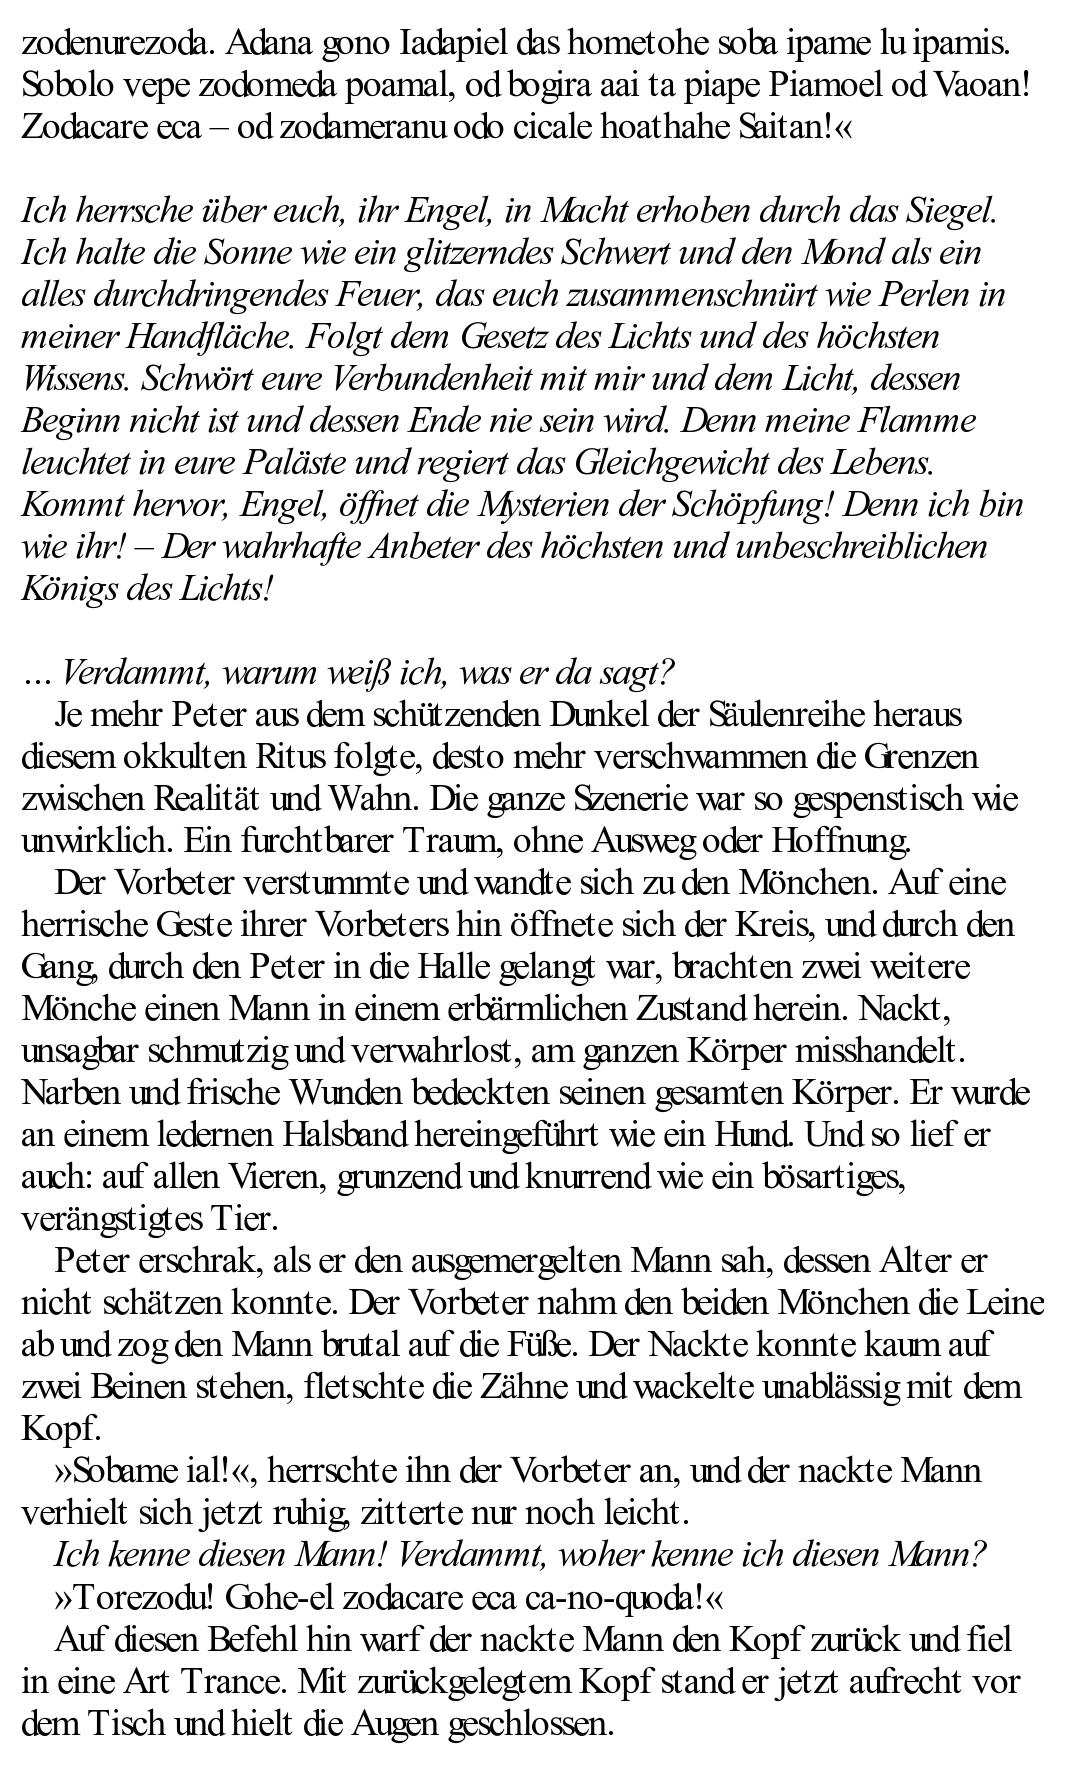 zodenurezoda. Adana gono Iadapiel das hometohe soba ipame lu ipamis.
Sobolo vepe zodomeda poamal, od bogira aai ta piape Piamoel od Vaoan!
Zodacare eca – od zodameranu odo cicale hoathahe Saitan!«
Ich herrsche über euch, ihr Engel, in Macht erhoben durch das Siegel.
Ich halte die Sonne wie ein glitzerndes Schwert und den Mond als ein
alles durchdringendes Feuer, das euch zusammenschnürt wie Perlen in
meiner Handfläche. Folgt dem Gesetz des Lichts und des höchsten
Wissens. Schwört eure Verbundenheit mit mir und dem Licht, dessen
Beginn nicht ist und dessen Ende nie sein wird. Denn meine Flamme
leuchtet in eure Paläste und regiert das Gleichgewicht des Lebens.
Kommt hervor, Engel, öffnet die Mysterien der Schöpfung! Denn ich bin
wie ihr! – Der wahrhafte Anbeter des höchsten und unbeschreiblichen
Königs des Lichts!
… Verdammt, warum weiß ich, was er da sagt?
Je mehr Peter aus dem schützenden Dunkel der Säulenreihe heraus
diesem okkulten Ritus folgte, desto mehr verschwammen die Grenzen
zwischen Realität und Wahn. Die ganze Szenerie war so gespenstisch wie
unwirklich. Ein furchtbarer Traum, ohne Ausweg oder Hoffnung.
Der Vorbeter verstummte und wandte sich zu den Mönchen. Auf eine
herrische Geste ihrer Vorbeters hin öffnete sich der Kreis, und durch den
Gang, durch den Peter in die Halle gelangt war, brachten zwei weitere
Mönche einen Mann in einem erbärmlichen Zustand herein. Nackt,
unsagbar schmutzig und verwahrlost, am ganzen Körper misshandelt.
Narben und frische Wunden bedeckten seinen gesamten Körper. Er wurde
an einem ledernen Halsband hereingeführt wie ein Hund. Und so lief er
auch: auf allen Vieren, grunzend und knurrend wie ein bösartiges,
verängstigtes Tier.
Peter erschrak, als er den ausgemergelten Mann sah, dessen Alter er
nicht schätzen konnte. Der Vorbeter nahm den beiden Mönchen die Leine
ab und zog den Mann brutal auf die Füße. Der Nackte konnte kaum auf
zwei Beinen stehen, fletschte die Zähne und wackelte unablässig mit dem
Kopf.
»Sobame ial!«, herrschte ihn der Vorbeter an, und der nackte Mann
verhielt sich jetzt ruhig, zitterte nur noch leicht.
Ich kenne diesen Mann! Verdammt, woher kenne ich diesen Mann?
»Torezodu! Gohe-el zodacare eca ca-no-quoda!«
Auf diesen Befehl hin warf der nackte Mann den Kopf zurück und fiel
in eine Art Trance. Mit zurückgelegtem Kopf stand er jetzt aufrecht vor
dem Tisch und hielt die Augen geschlossen.